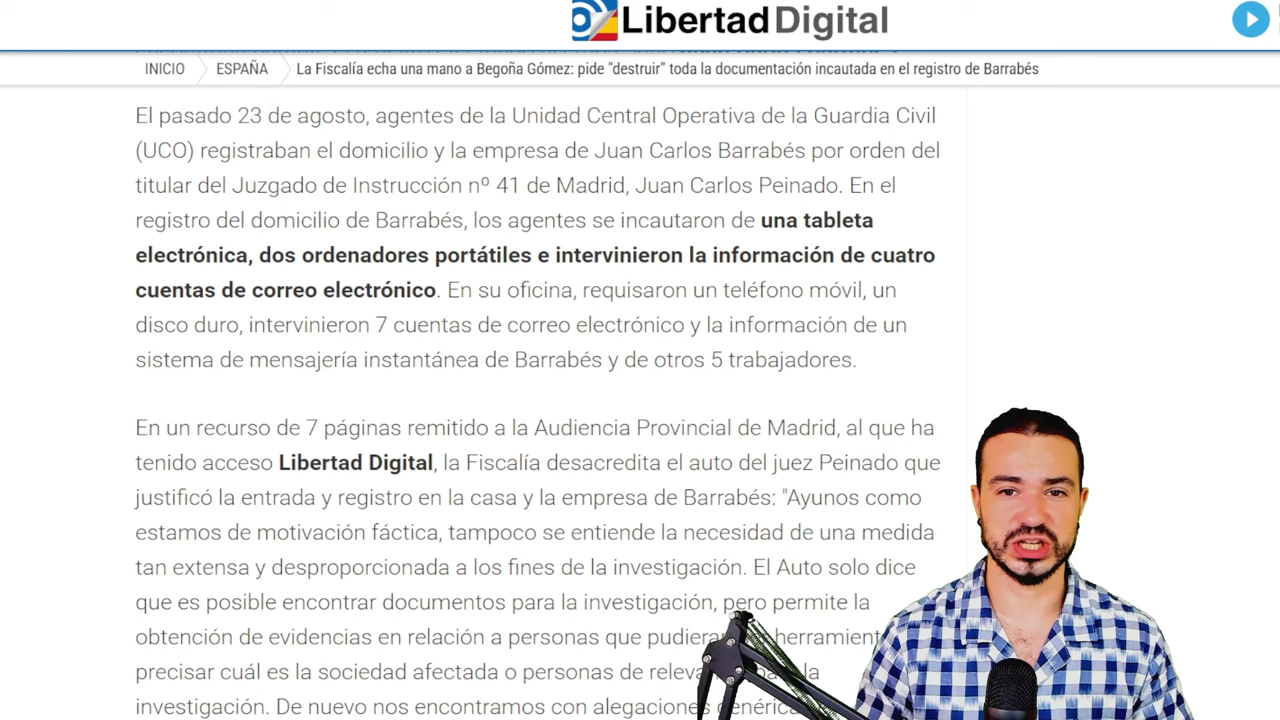 Libertad Digital
INICIO ESPAÑA La Fiscalía echa una mano a Begoña Gómez: pide "destruir" toda la documentación incautada en el registro de Barrabés
El pasado 23 de agosto, agentes de la Unidad Central Operativa de la Guardia Civil
(UCO) registraban el domicilio y la empresa de Juan Carlos Barrabés por orden del
titular del Juzgado de Instrucción nº 41 de Madrid, Juan Carlos Peinado. En el
registro del domicilio de Barrabés, los agentes se incautaron de una tableta
electrónica, dos ordenadores portátiles e intervinieron la información de cuatro
cuentas de correo electrónico. En su oficina, requisaron un teléfono móvil, un
disco duro, intervinieron 7 cuentas de correo electrónico y la información de un
sistema de mensajería instantánea de Barrabés y de otros 5 trabajadores.
En un recurso de 7 páginas remitido a la Audiencia Provincial de Madrid, al que ha
tenido acceso Libertad Digital, la Fiscalía desacredita el auto del juez Peinado que
justificó la entrada y registro en la casa y la empresa de Barrabés: "Ayunos como
estamos de motivación fáctica, tampoco se entiende la necesidad de una medida
tan extensa y desproporcionada a los fines de la investigación. El Auto solo dice
que es posible encontrar documentos para la investigación, pero permite la
obtención de evidencias en relación a personas que
precisar cuál es la sociedad afectada o personas de la
investigación. De nuevo nos encontramos con alegaciones